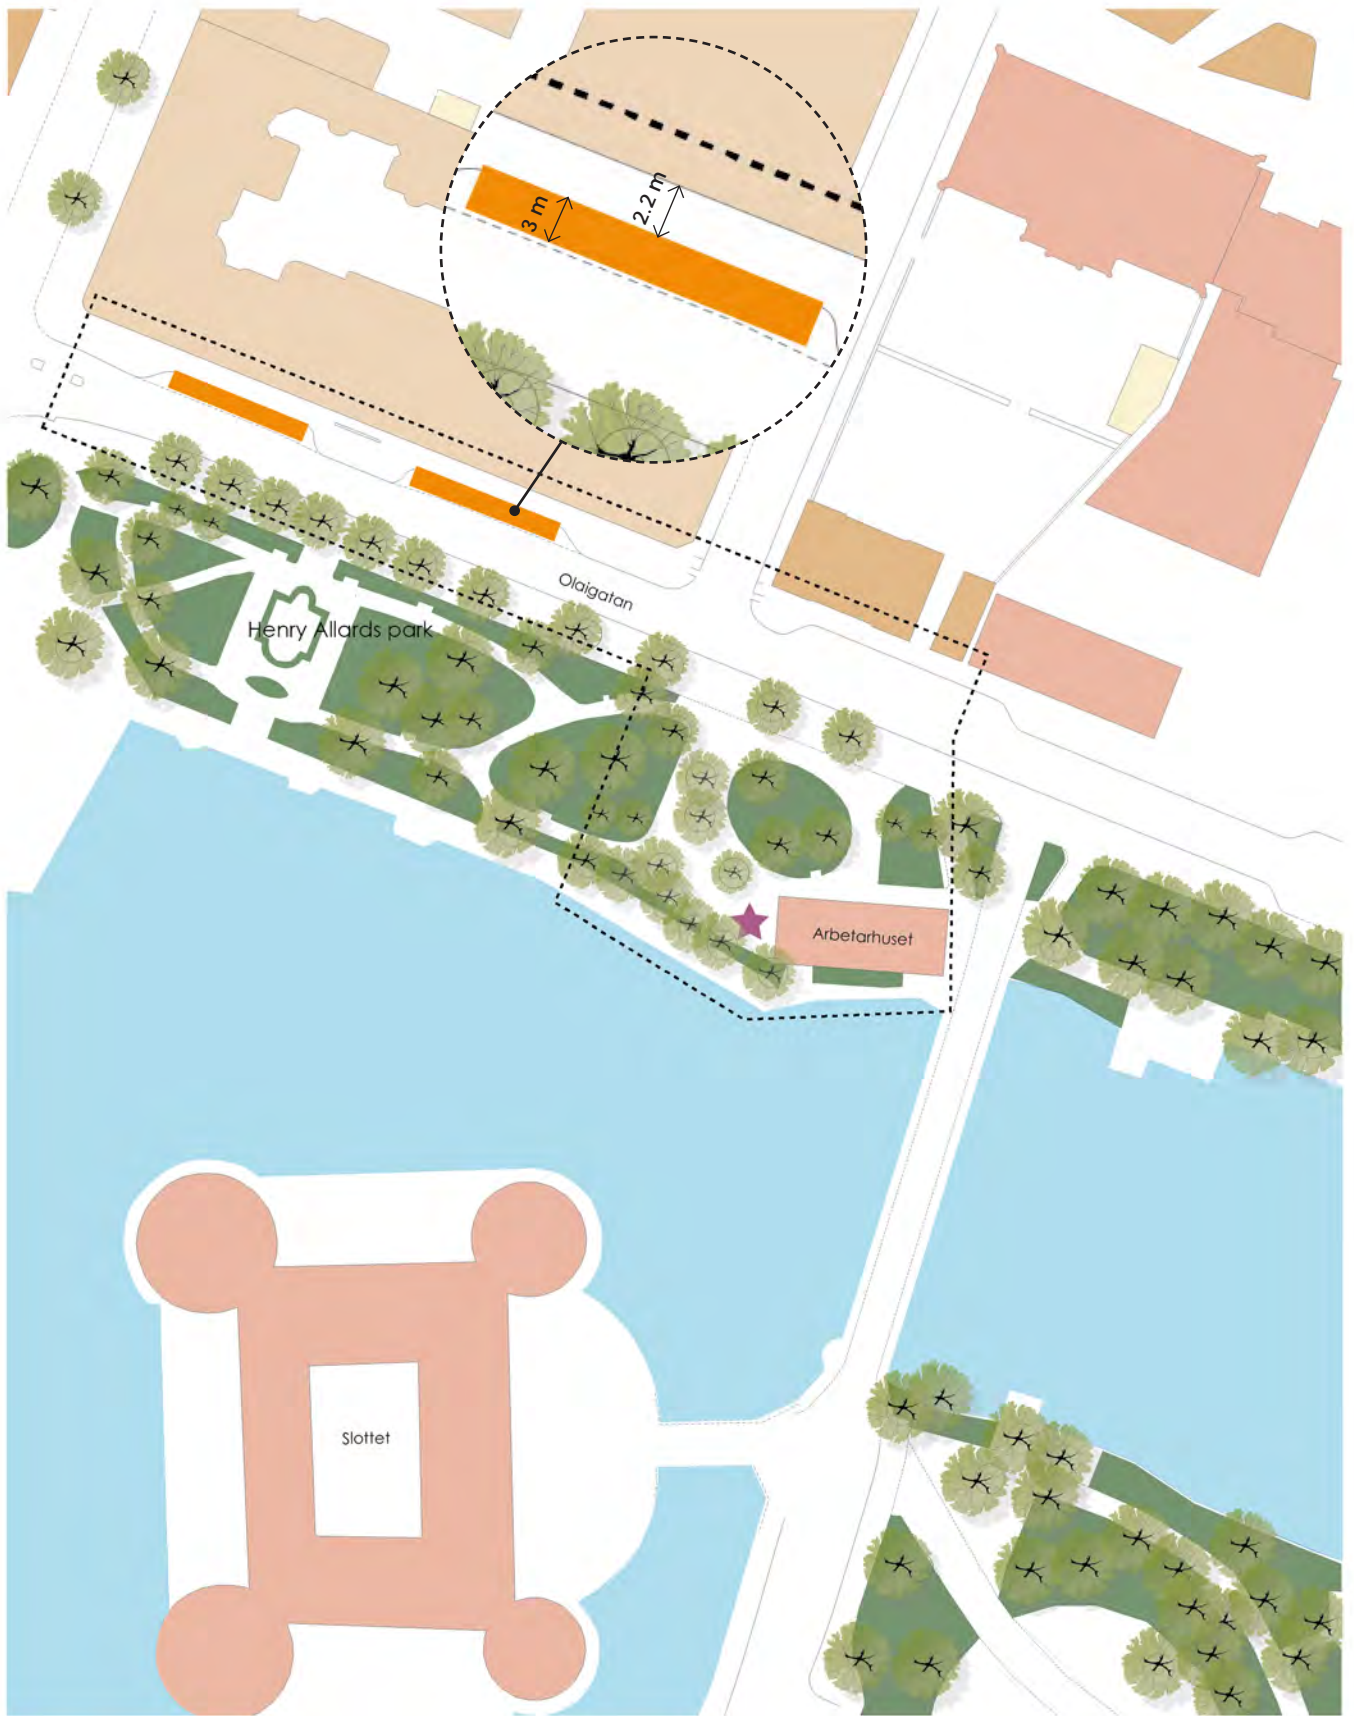 2.2 m
3 m
Olaigatan
Henry Allards park
Arbetarhuset
Slottet